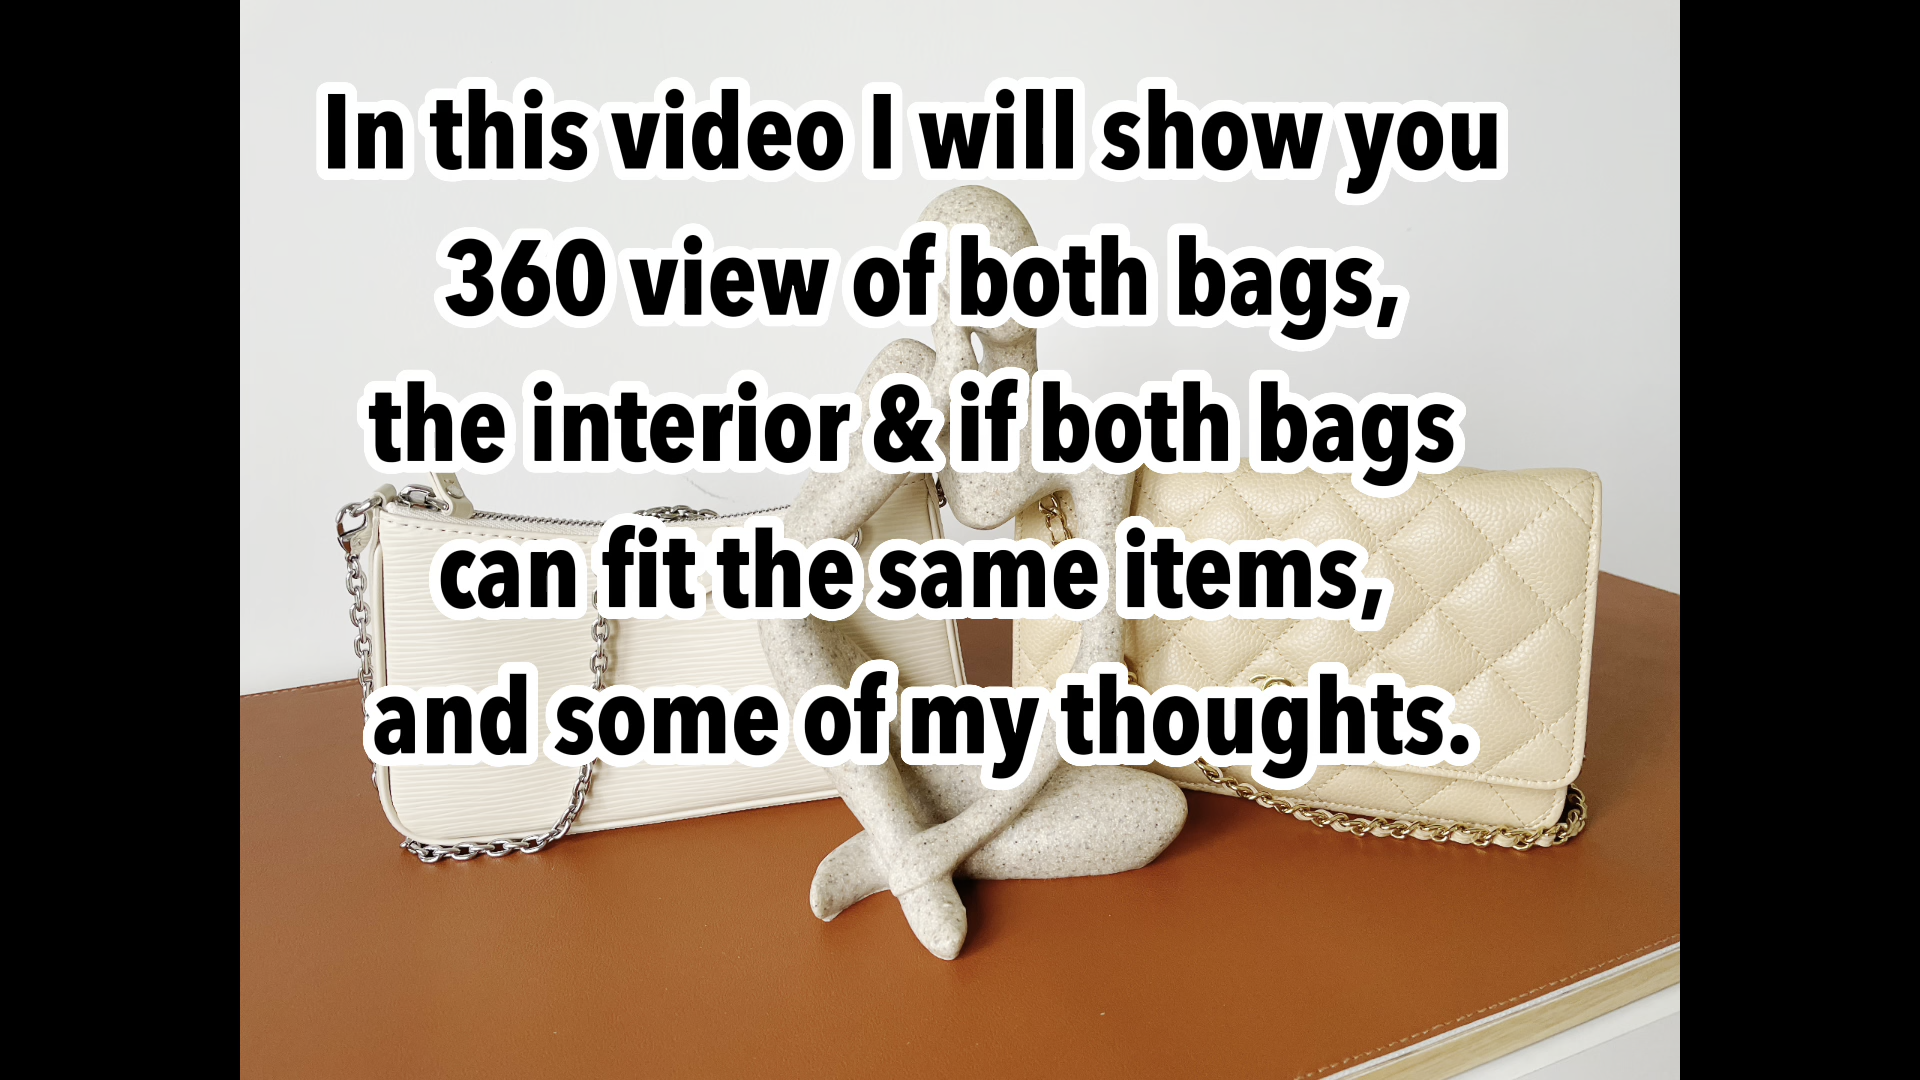 In this video I will show you
360 view of both bags,
the interior & if both bags
can fit the same items,
and some of my thoughts.